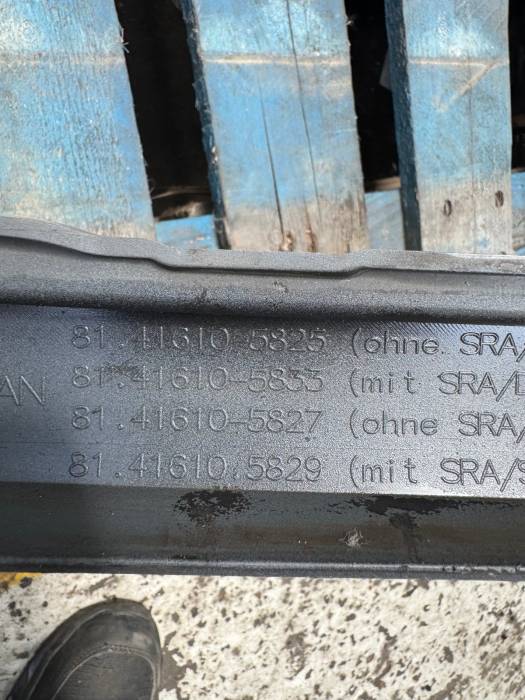 81.41610-5825 (ohne. SRA/
81.41610-5833 (mit SRA/
AN
81.41610-5827 (ohne SRA/
81.41610.5829 (mit SRA/S